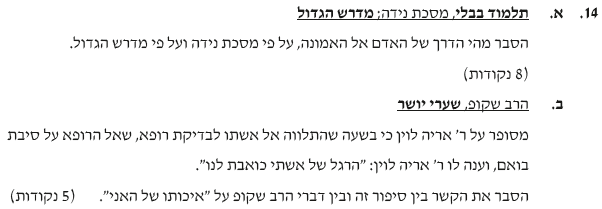 14. א. תלמוד בבלי, מסכת נידה; מדרש הגדול
הסבר מהי הדרך של האדם אל האמונה, על פי מסכת נידה ועל פי מדרש הגדול.
(8 נקודות)
ב. הרב שקופ, שערי יושר
מסופר על ר' אריה לוין כי בשעה שהתלווה אל אשתו לבדיקת רופא, שאל הרופא על סיבת
בואם, וענה לו ר' אריה לוין: "הרגל של אשתי כואבת לנו".
הסבר את הקשר בין סיפור זה ובין דברי הרב שקופ על "איכותו של האני". (5 נקודות)